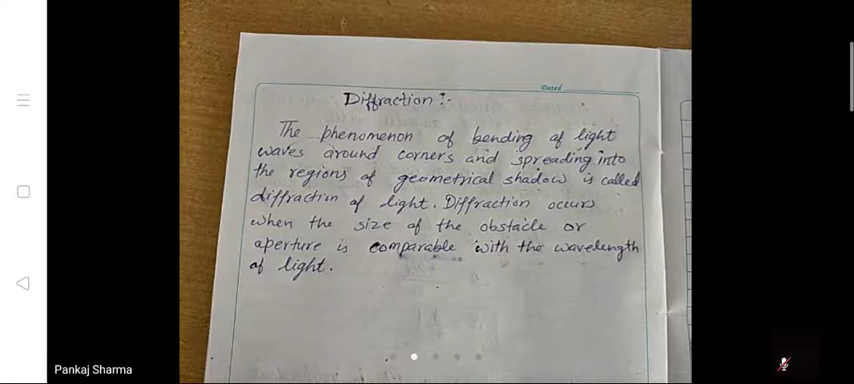 Dated
Diffraction :-
The phenomenon of bending of light
waves around corners and spreading into
the regions of geometrical shadow is called
diffraction of light. Diffraction occurs
when the size of the obstacle or
aperture is comparable with the wavelength
of light.
Pankaj Sharma